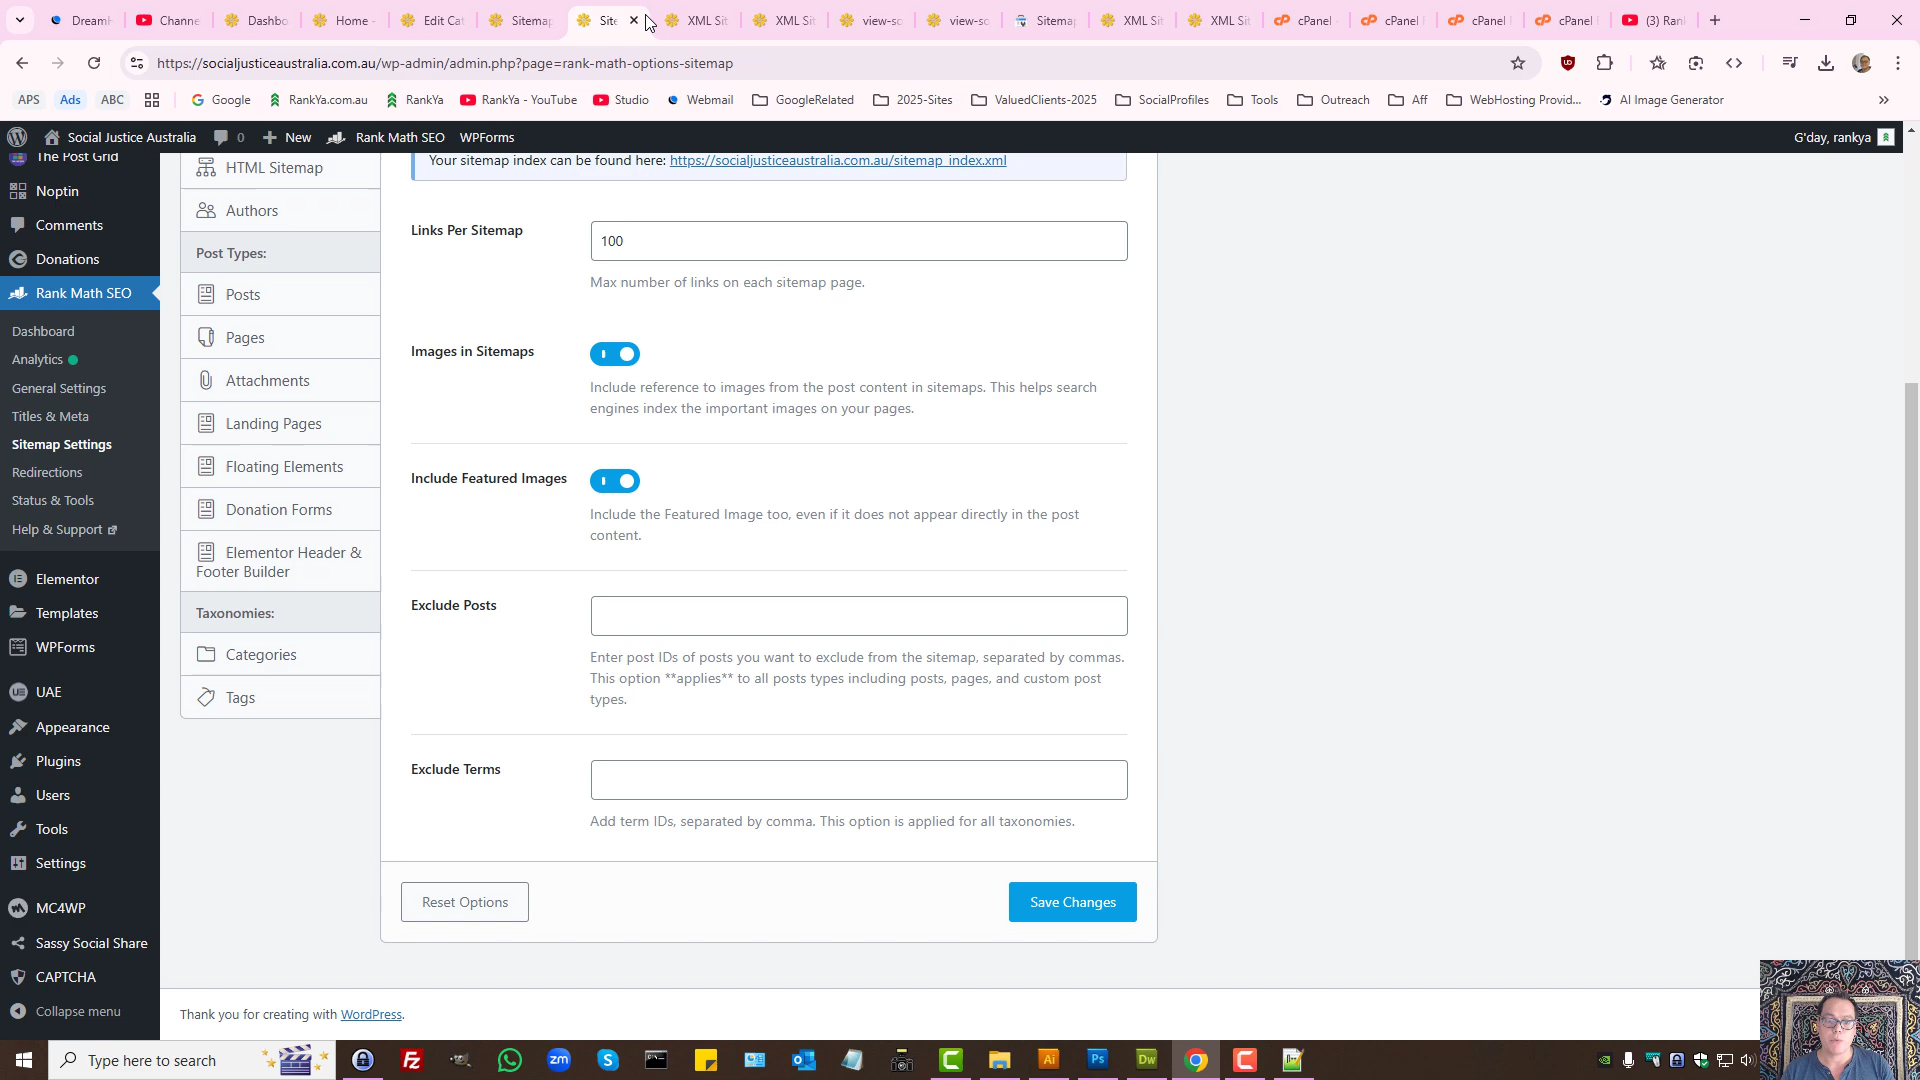 DreamH
Channe
Dashbo
Home -
Edit Cat
Sitemap
Site
XML Sit
XML Sit
view-so
view-so
Sitemap
XML Sit
XML Sit
cPanel -
cPanel
cPanel
cPanel
(3) Rank
https://socialjusticeaustralia.com.au/wp-admin/admin.php?page=rank-math-options-sitemap
APS
Ads
ABC
Google
RankYa.com.au
RankYa
RankYa - YouTube
Studio
Webmail
GoogleRelated
2025-Sites
ValuedClients-2025
SocialProfiles
Tools
Outreach
Aff
WebHosting Provid...
AI Image Generator
Social Justice Australia
0
New
Rank Math SEO
WPForms
G'day, rankya
The Post Grid
Noptin
Comments
Donations
Rank Math SEO
Dashboard
Analytics
General Settings
Titles & Meta
Sitemap Settings
Redirections
Status & Tools
Help & Support
Elementor
Templates
WPForms
UAE
Appearance
Plugins
Users
Tools
Settings
MC4WP
Sassy Social Share
CAPTCHA
Collapse menu
HTML Sitemap
Authors
Post Types:
Posts
Pages
Attachments
Landing Pages
Floating Elements
Donation Forms
Elementor Header &
Footer Builder
Taxonomies:
Categories
Tags
Your sitemap index can be found here: https://socialjusticeaustralia.com.au/sitemap_index.xml
Links Per Sitemap
100
Max number of links on each sitemap page.
Images in Sitemaps
Include reference to images from the post content in sitemaps. This helps search
engines index the important images on your pages.
Include Featured Images
Include the Featured Image too, even if it does not appear directly in the post
content.
Exclude Posts
Enter post IDs of posts you want to exclude from the sitemap, separated by commas.
This option **applies** to all posts types including posts, pages, and custom post
types.
Exclude Terms
Add term IDs, separated by comma. This option is applied for all taxonomies.
Reset Options
Save Changes
Thank you for creating with WordPress.
Type here to search